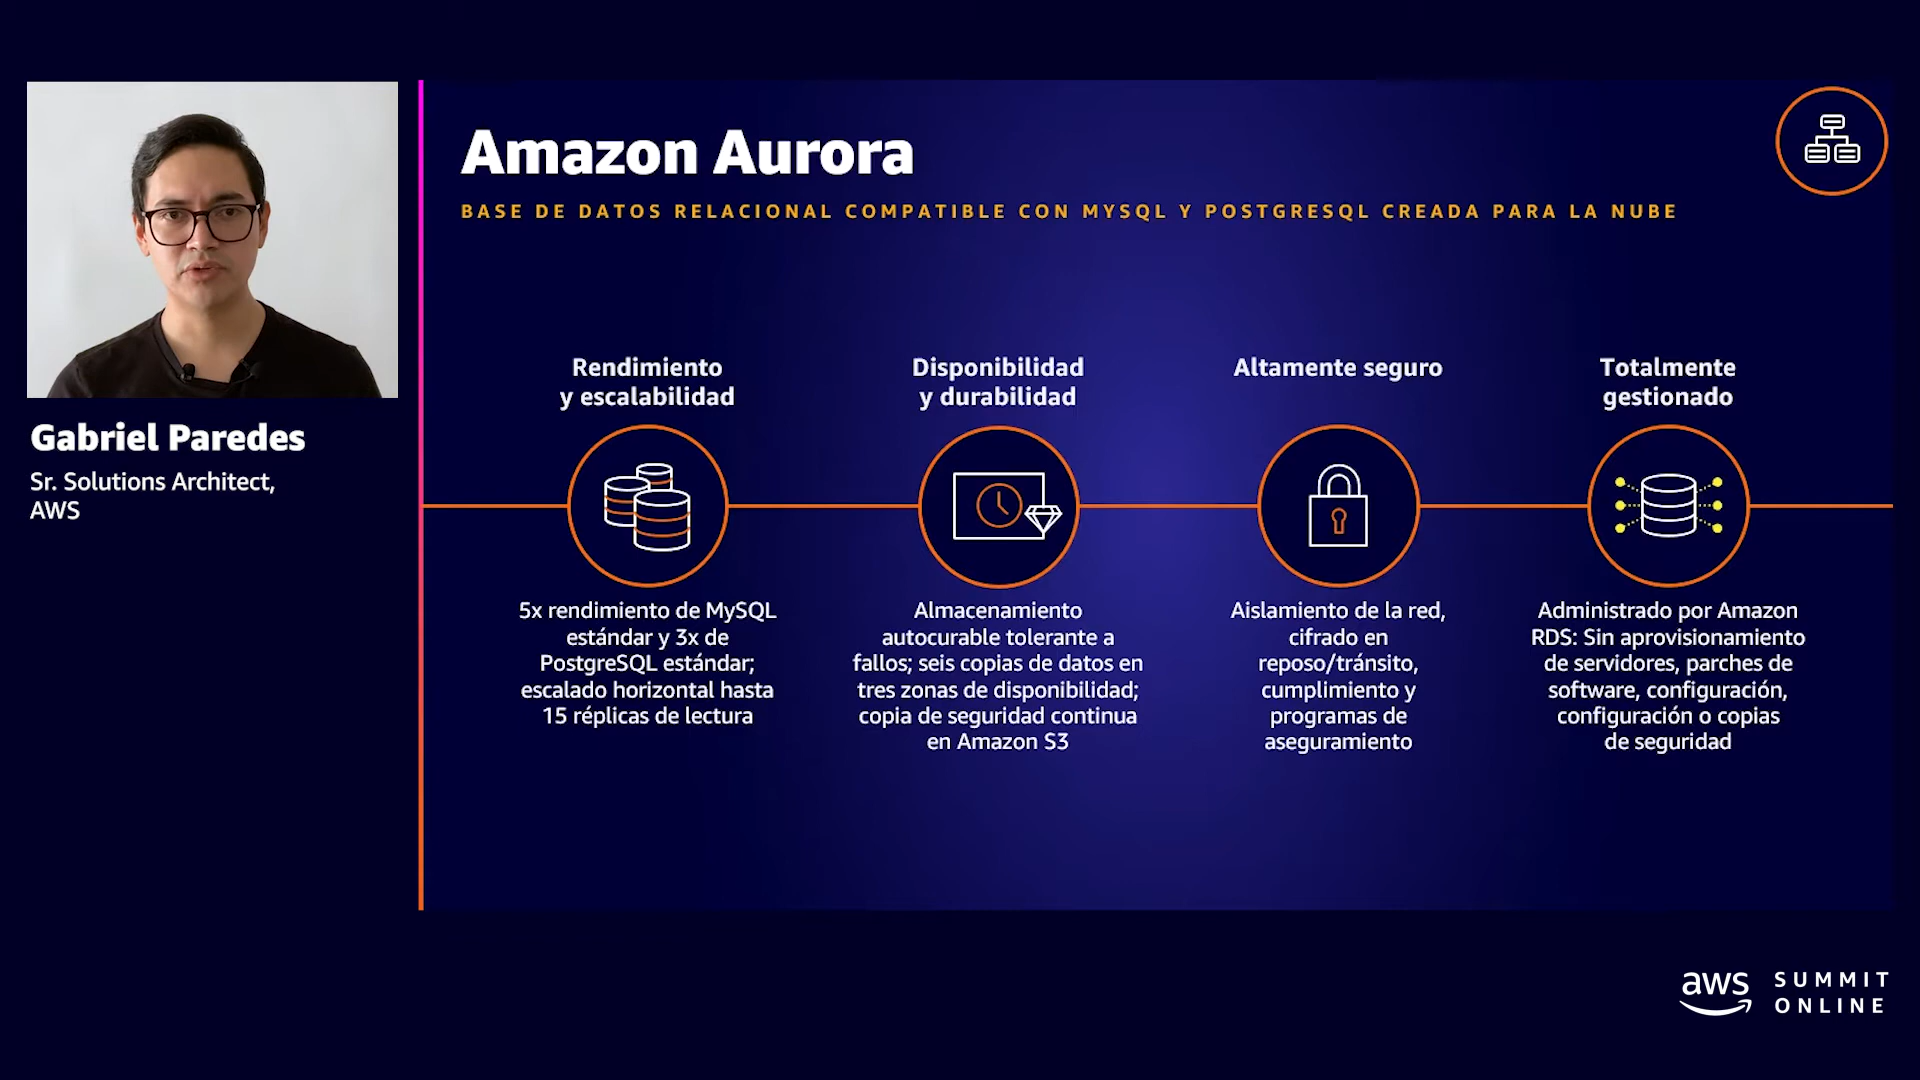 Amazon Aurora
BASE DE DATOS RELACIONAL COMPATIBLE CON MYSQL Y POSTGRESQL CREADA PARA LA NUBE
Gabriel Paredes
Sr. Solutions Architect,
AWS
Rendimiento
y escalabilidad
5x rendimiento de MySQL
estándar y 3x de
PostgreSQL estándar;
escalado horizontal hasta
15 réplicas de lectura
Disponibilidad
y durabilidad
Almacenamiento
autocurable tolerante a
fallos; seis copias de datos en
tres zonas de disponibilidad;
copia de seguridad continua
en Amazon S3
Altamente seguro
Aislamiento de la red,
cifrado en
reposo/tránsito,
cumplimiento y
programas de
aseguramiento
Totalmente
gestionado
Administrado por Amazon
RDS: Sin aprovisionamiento
de servidores, parches de
software, configuración,
configuración o copias
de seguridad
aws
SUMMIT
ONLINE